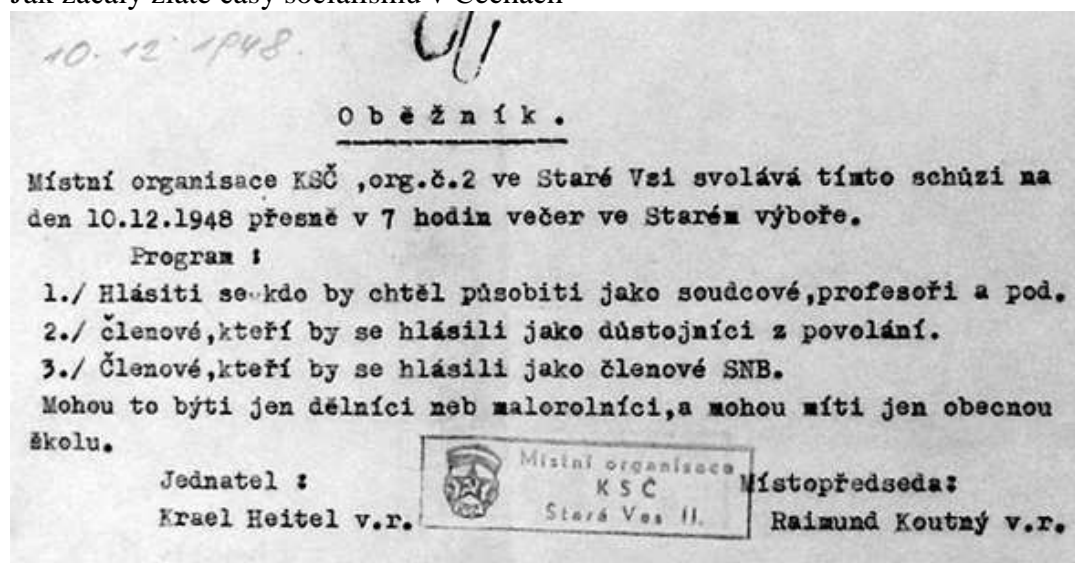 Jak začaly zlaté časy socialismu v Čechách
10.12 1948.
O b ě ž n í k .
Místní organisace KSČ ,org.č.2 ve Staré Vsi svolává tímto schůzi na
den 10.12.1948 přesně v 7 hodin večer ve Starém výboře.
Program :
1./ Hlásiti se kdo by chtěl působiti jako soudcové,profesoři a pod.
2./ členové,kteří by se hlásili jako důstojníci z povolání.
3./ Členové,kteří by se hlásili jako členové SNB.
Mohou to býti jen dělníci neb malorolníci,a mohou míti jen obecnou
školu.
Jednatel :
Krael Heitel v.r.
Místní organisace
KSČ
Stará Ves II.
Místopředseda:
Raimund Koutný v.r.